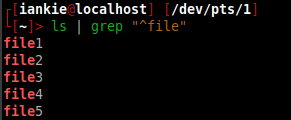 [iankie@localhost] [/dev/pts/1]
[~]> ls | grep "^file"
file1
file2
file3
file4
file5